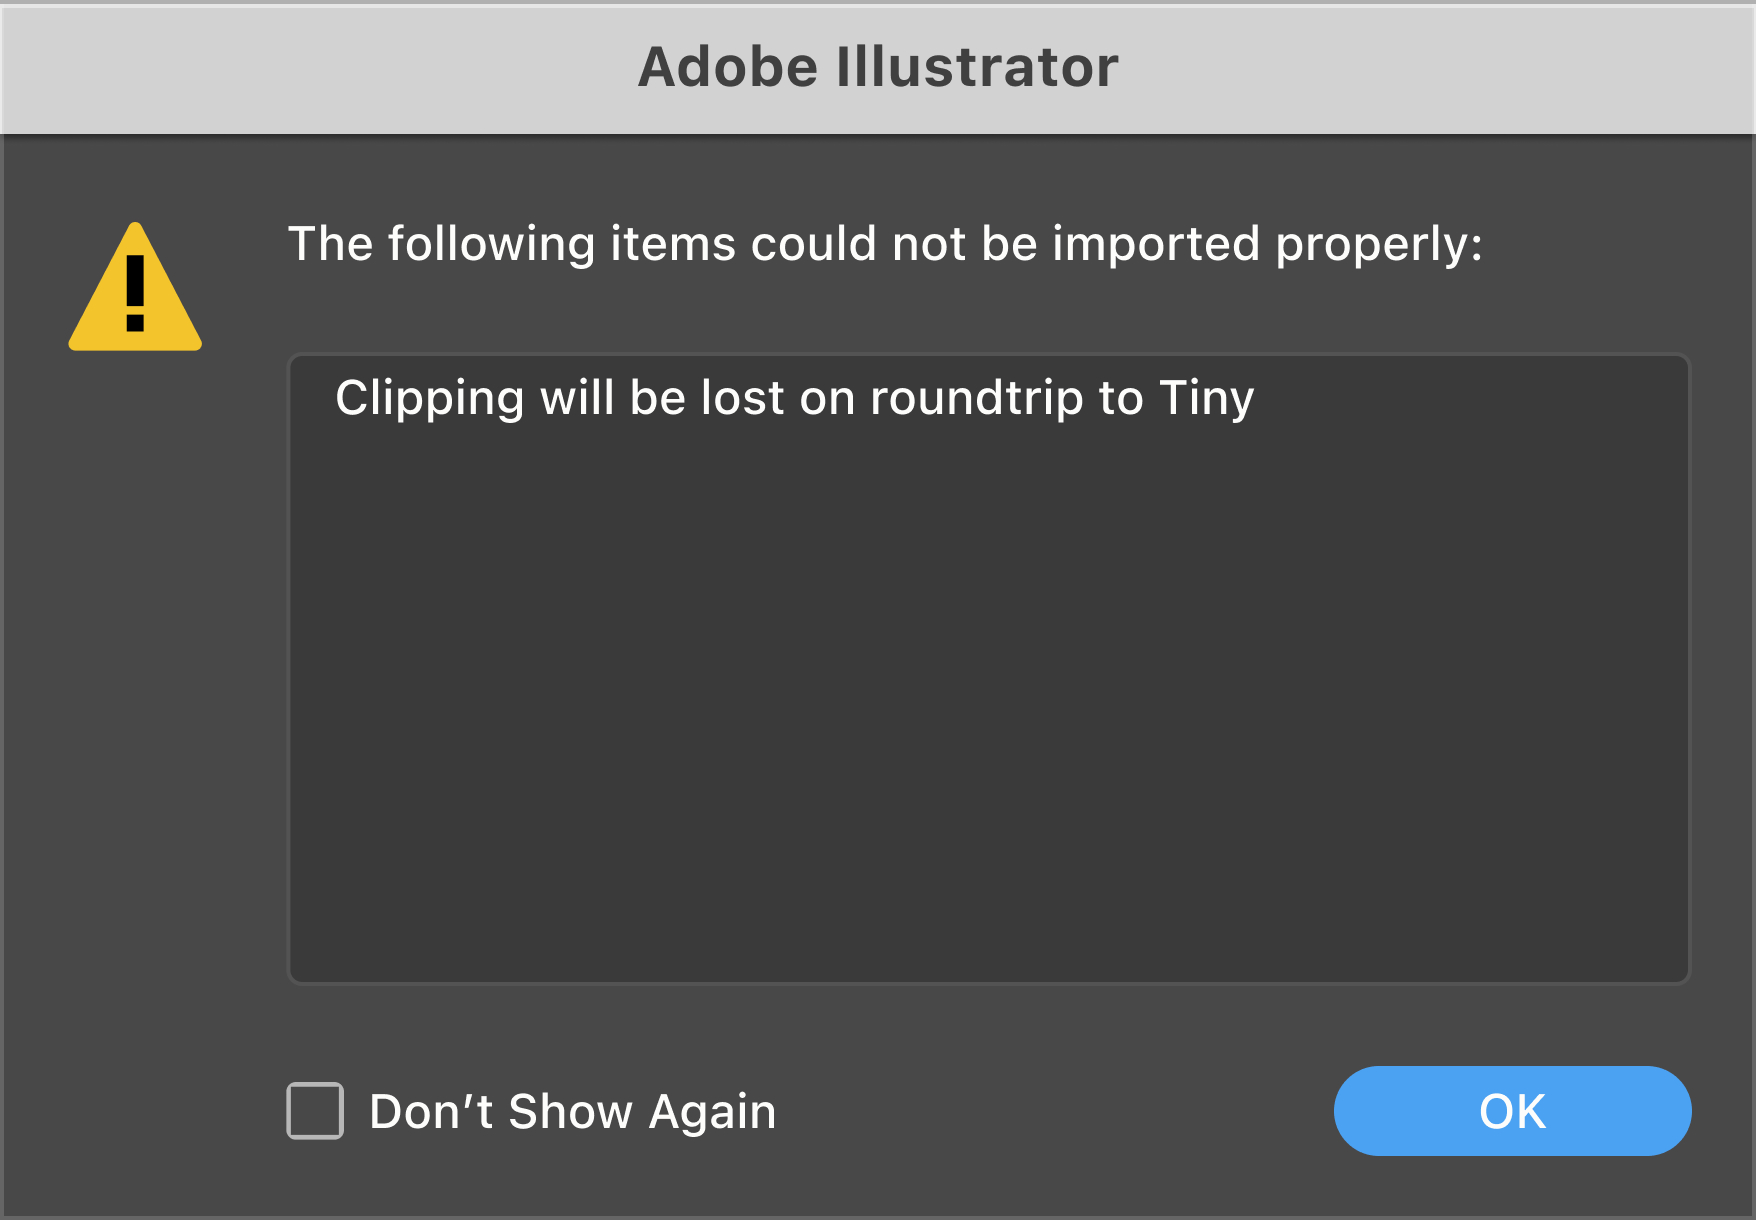 Adobe Illustrator
The following items could not be imported properly:
Clipping will be lost on roundtrip to Tiny
Don’t Show Again
OK